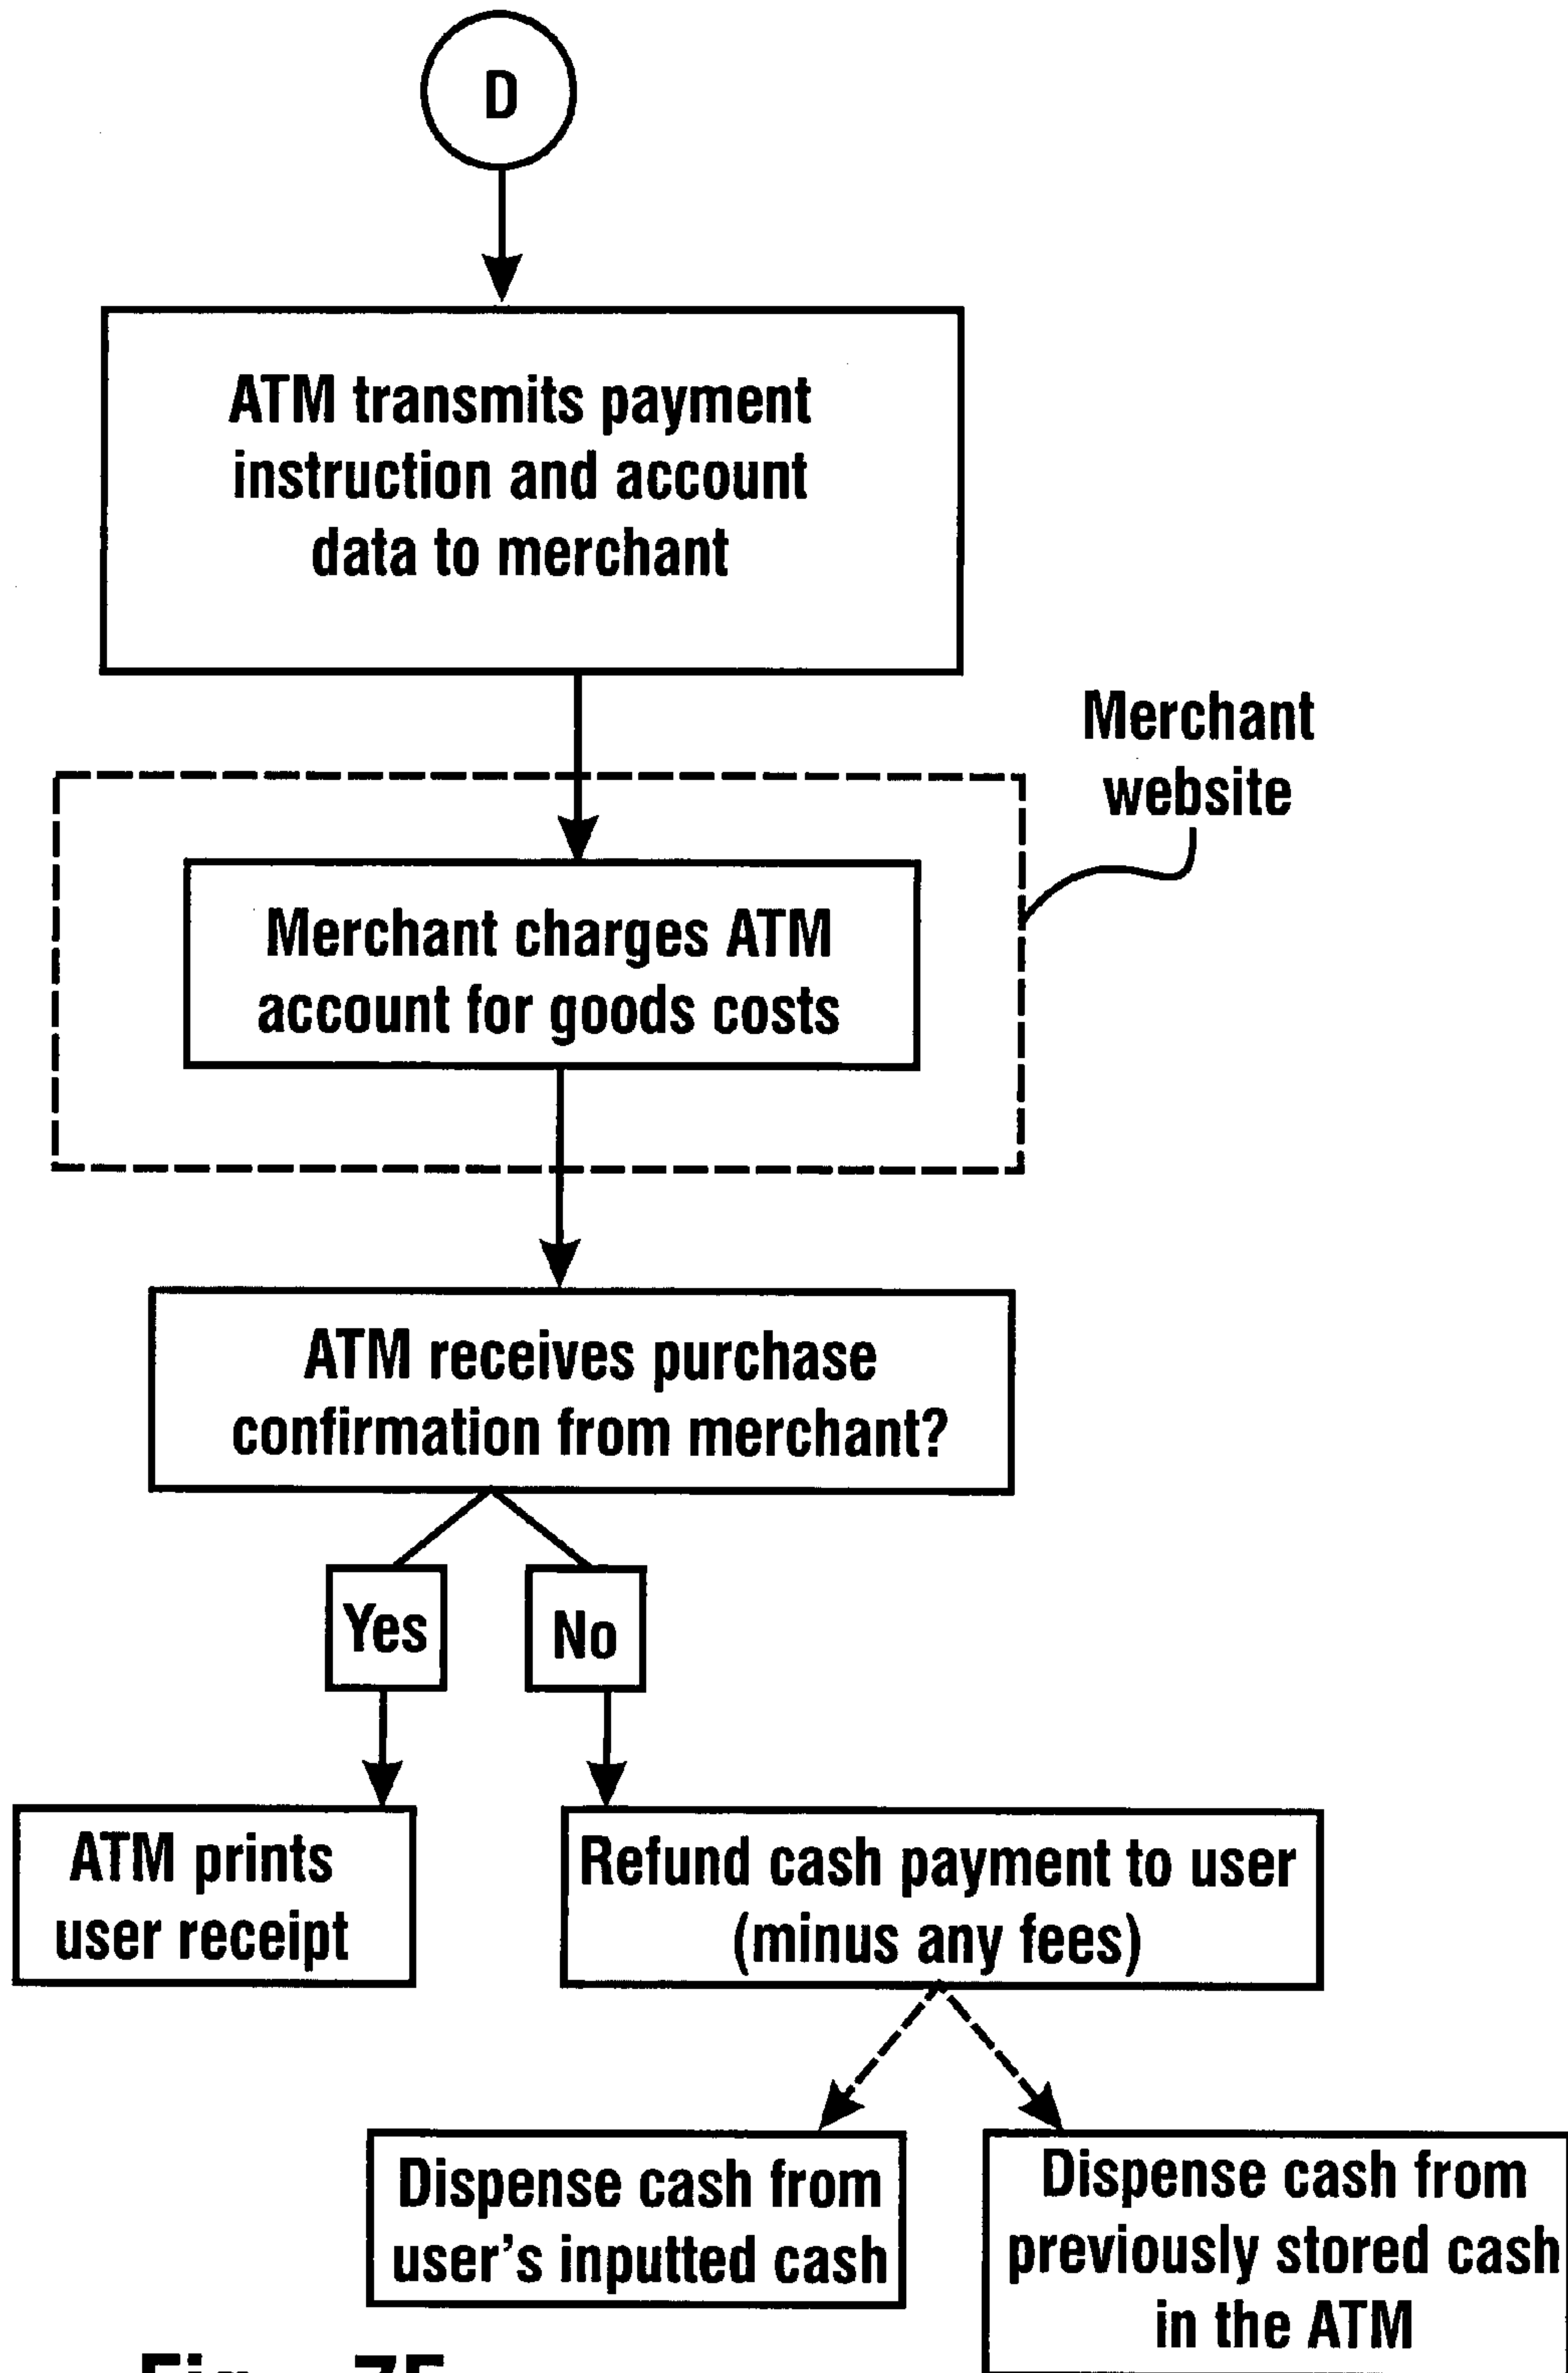 D
ATM transmits payment
instruction and account
data to merchant
Merchant
website
Merchant charges ATM
account for goods costs
ATM receives purchase
confirmation from merchant?
Yes
No
ATM prints
user receipt
Refund cash payment to user
(minus any fees)
Dispense cash from
user's inputted cash
Dispense cash from
previously stored cash
in the ATM